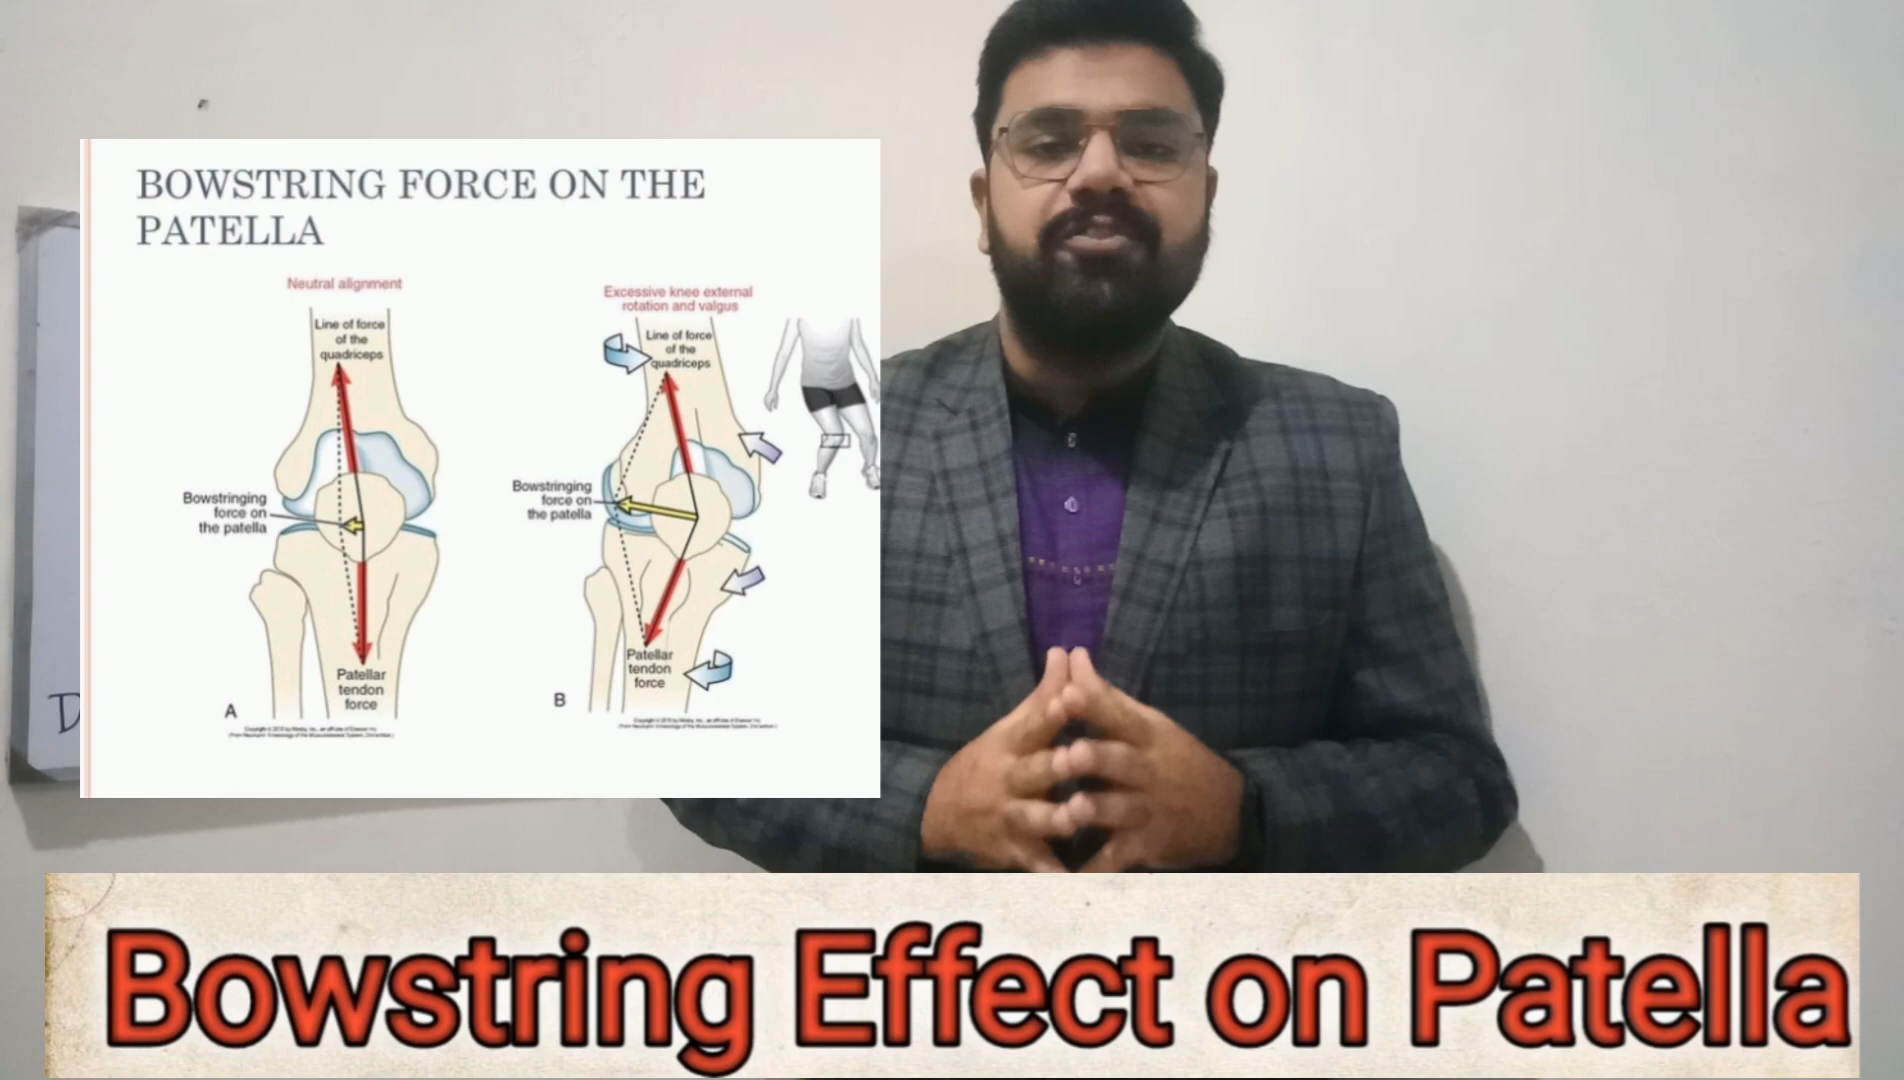 BOWSTRING FORCE ON THE
PATELLA
Neutral alignment
Line of force
of the
quadriceps
Bowstringing
force on
the patella
Patellar
tendon
force
A
Excessive knee external
rotation and valgus
Line of force
of the
quadriceps
Bowstringing
force on
the patella
Patellar
tendon
force
B
D
Bowstring Effect on Patella